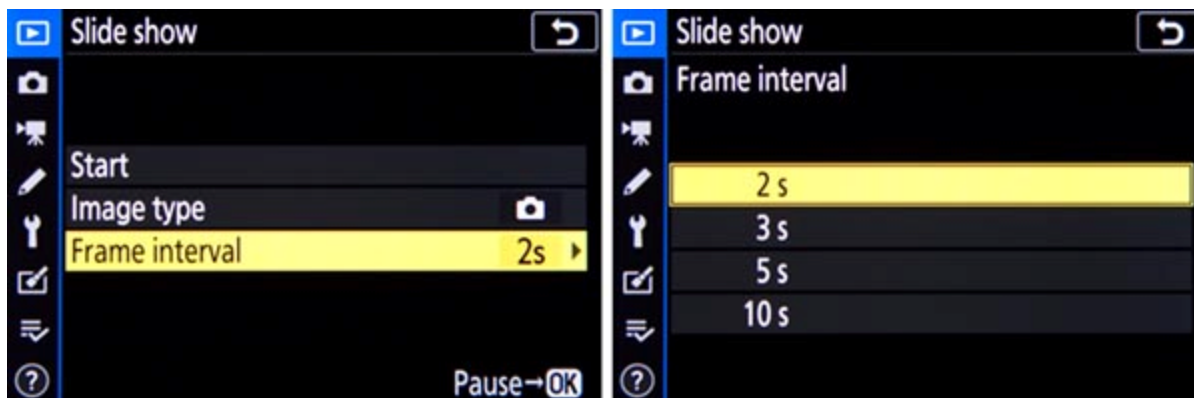 Slide show
Start
Image type
Frame interval 2s
Pause→OK
?
Slide show
Frame interval
2 s
3 s
5 s
10 s
?